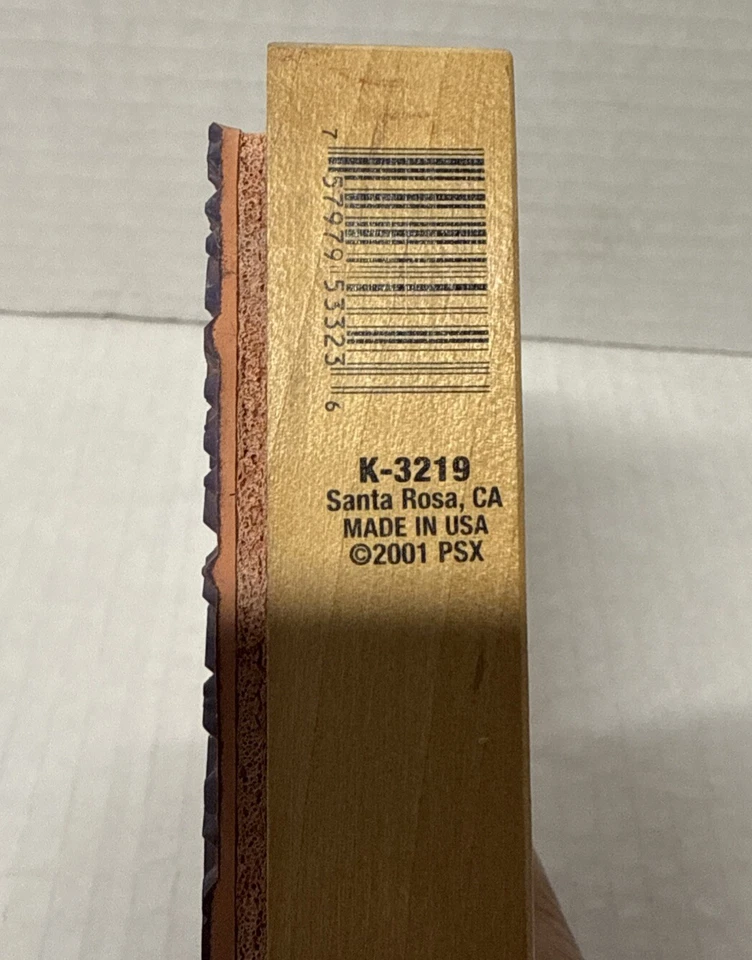 7 57979 53323 6
K-3219
Santa Rosa, CA
MADE IN USA
©2001 PSX